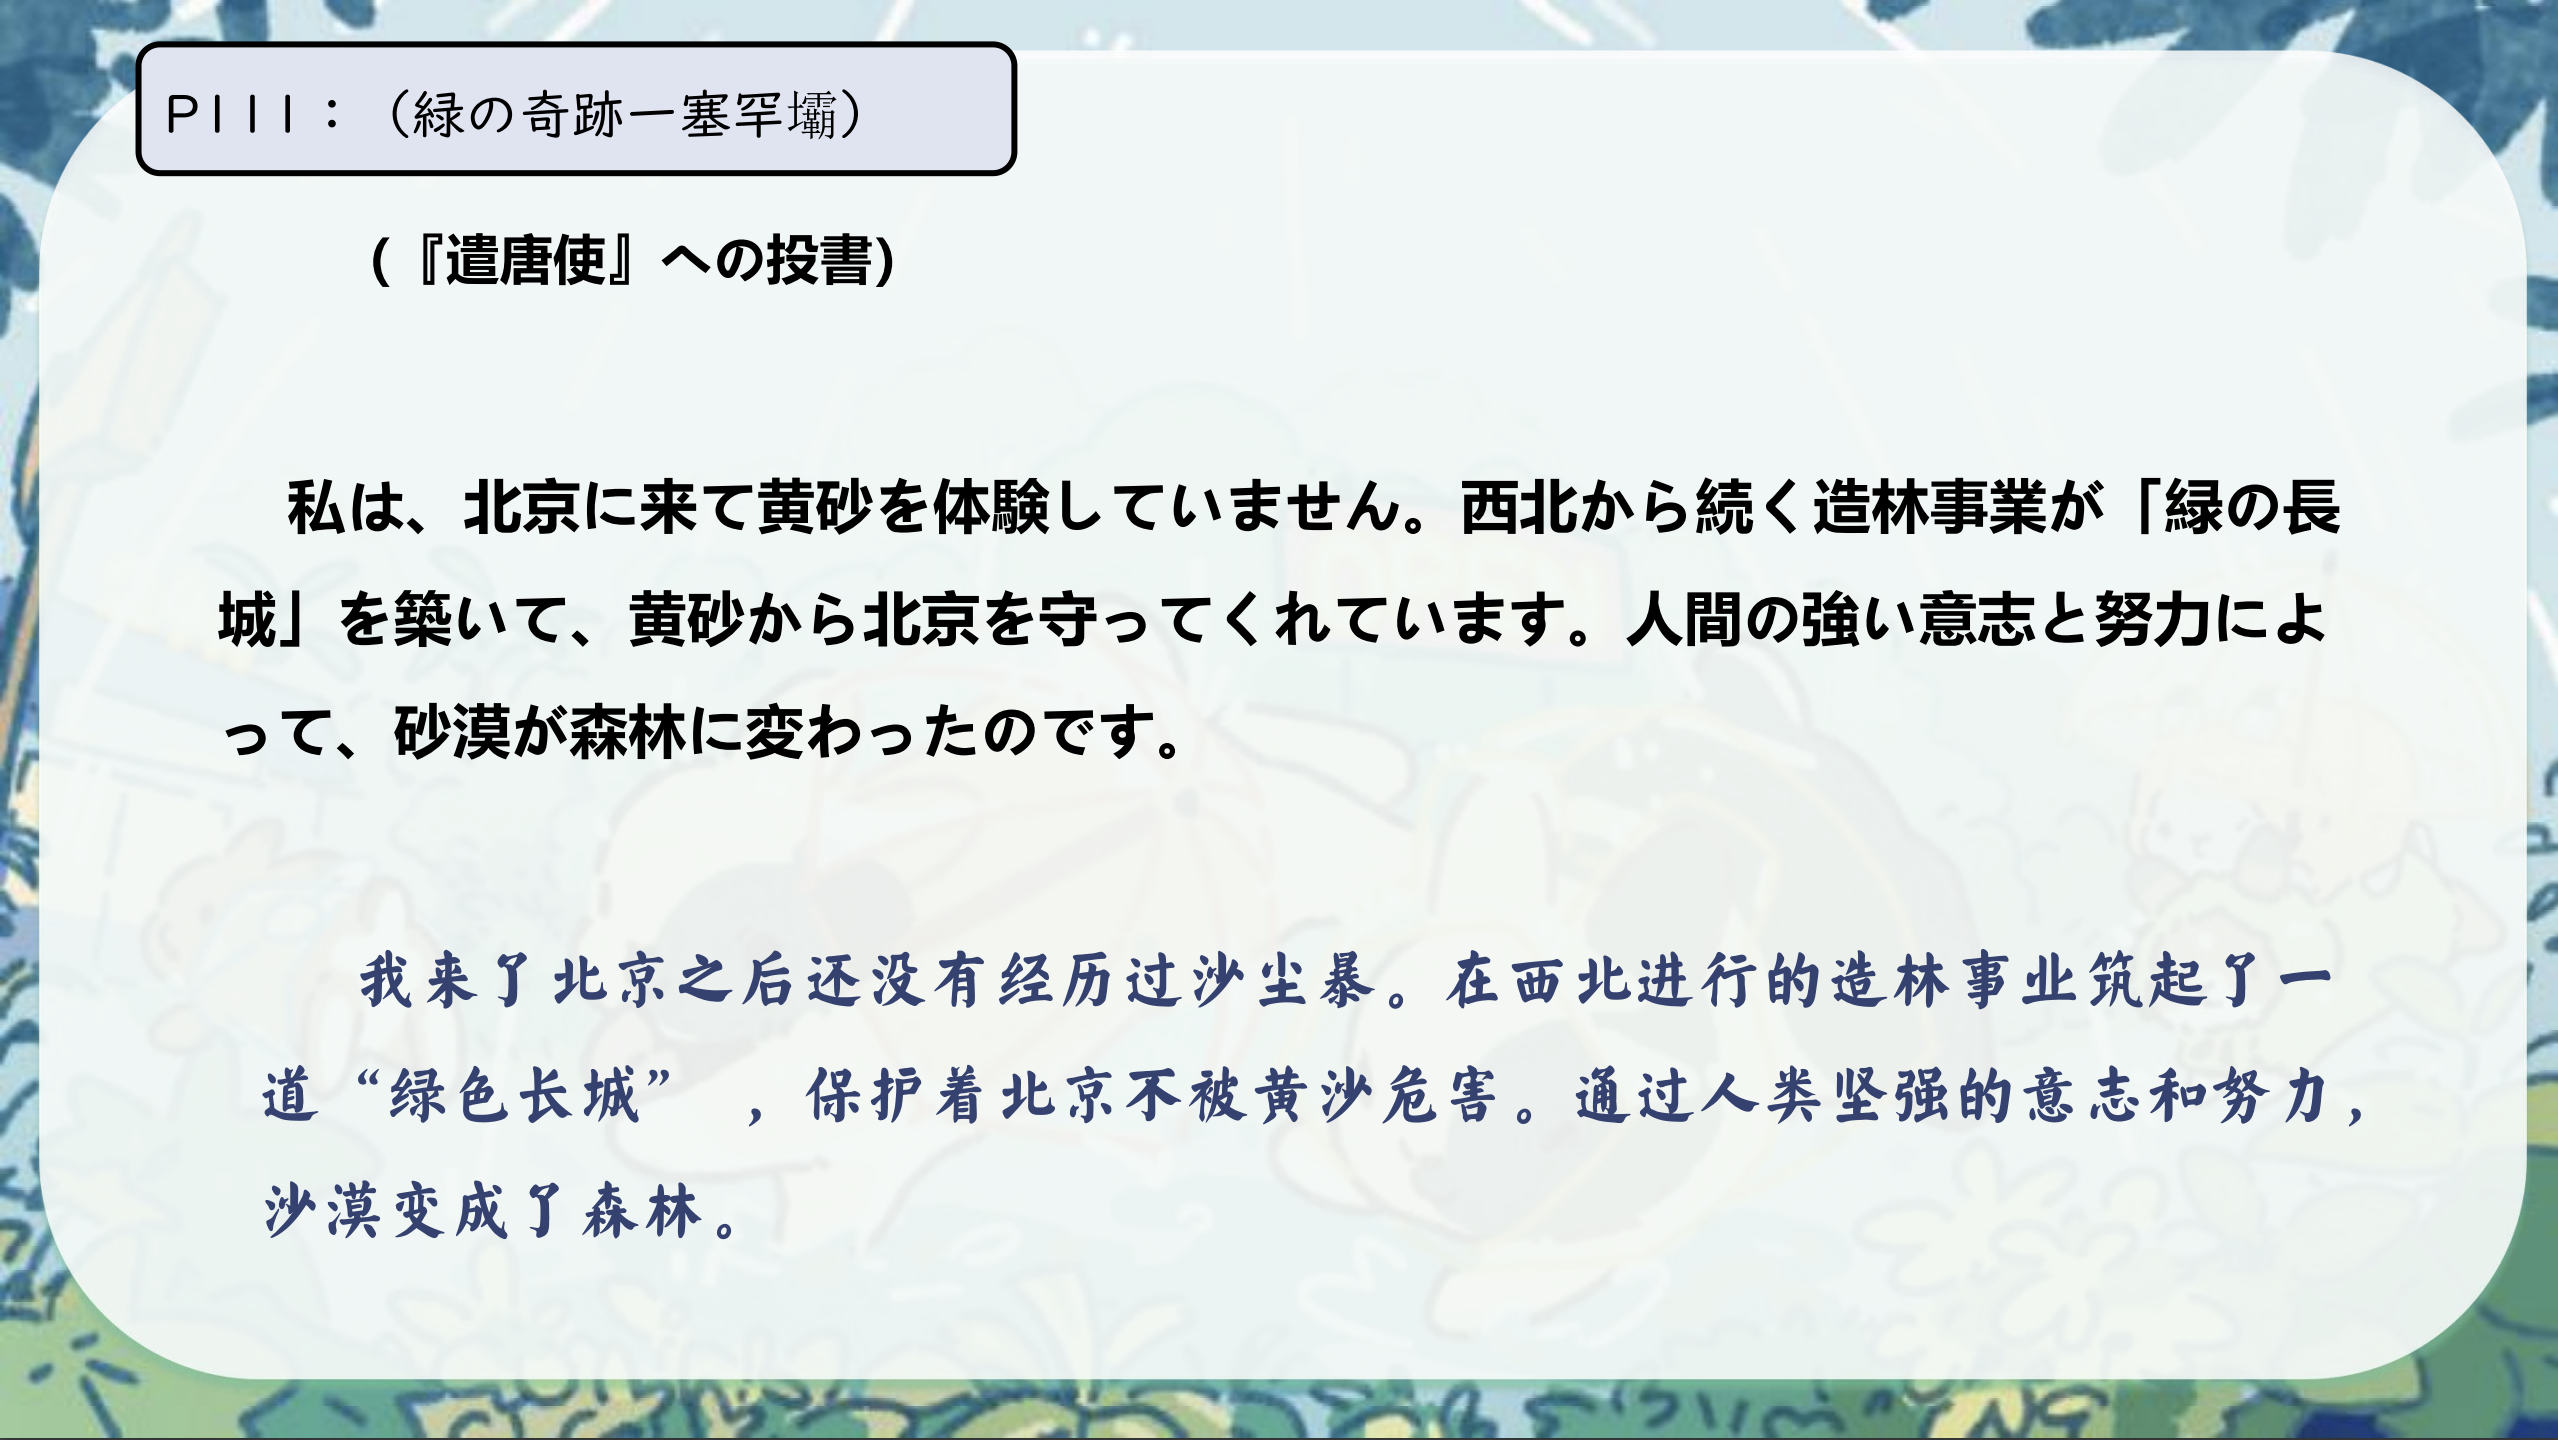 P111：（緑の奇跡ー塞罕壩）
(『遣唐使』への投書)
私は、北京に来て黄砂を体験していません。西北から続く造林事業が「緑の長
城」を築いて、黄砂から北京を守ってくれています。人間の強い意志と努力によ
って、砂漠が森林に変わったのです。
我来了北京之后还没有经历过沙尘暴。在西北进行的造林事业筑起了一
道“绿色长城”，保护着北京不被黄沙危害。通过人类坚强的意志和努力，
沙漠变成了森林。